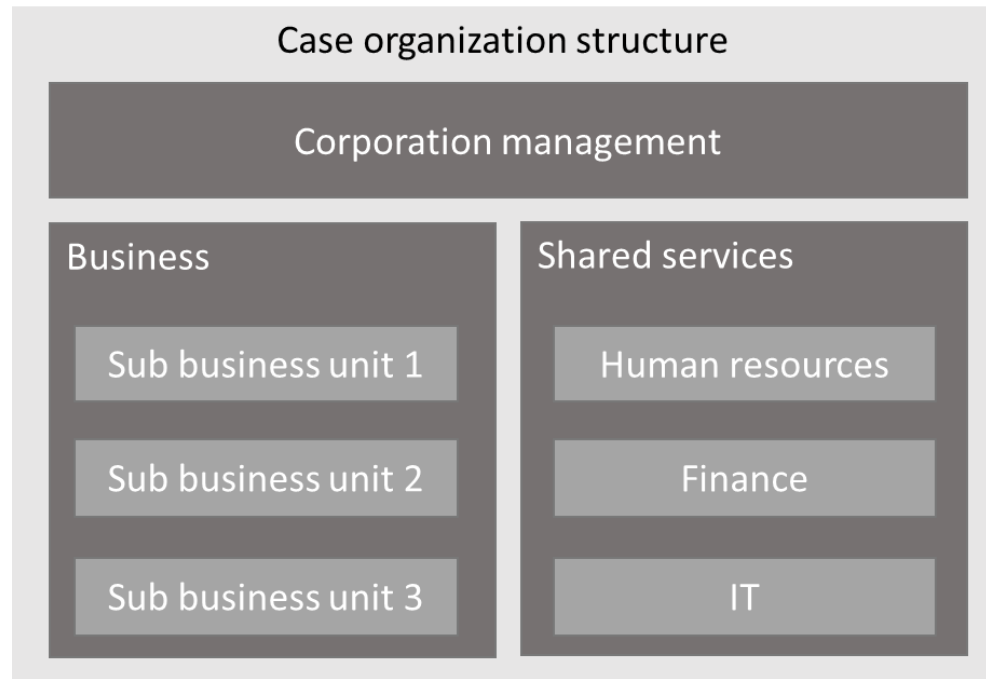 Case organization structure
Corporation management
Business
Sub business unit 1
Sub business unit 2
Sub business unit 3
Shared services
Human resources
Finance
IT